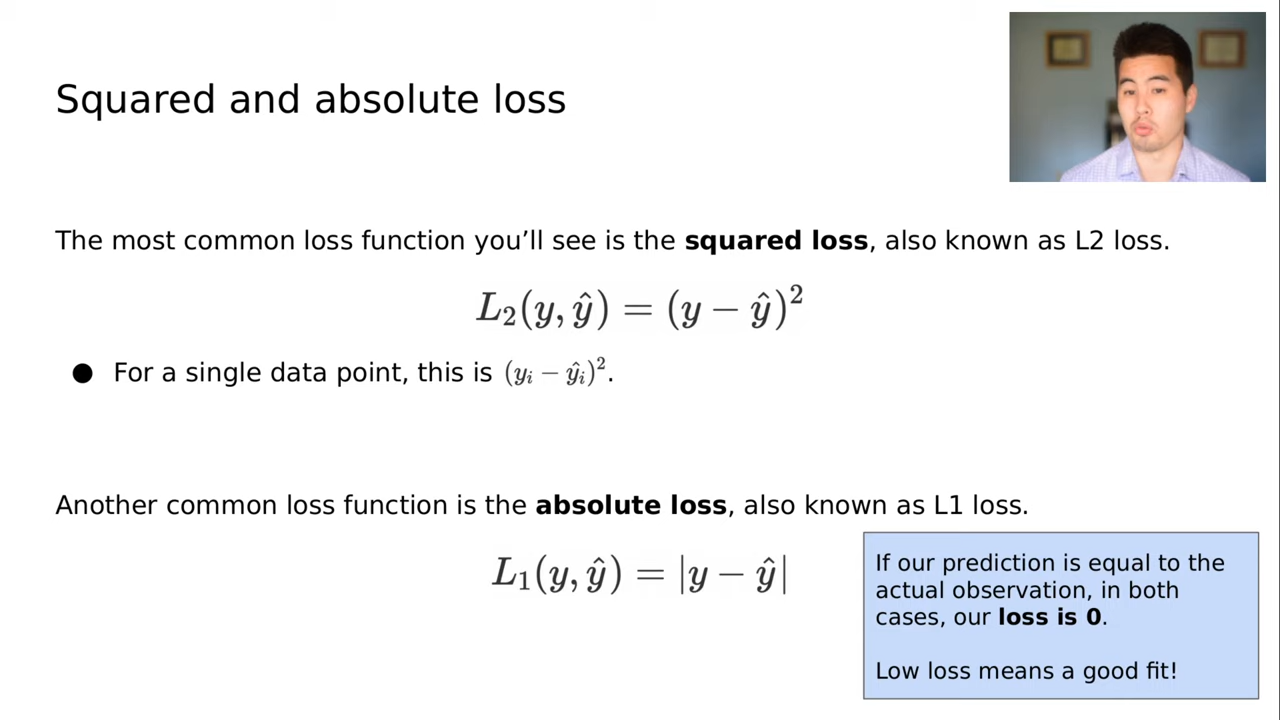 Squared and absolute loss
The most common loss function you’ll see is the squared loss, also known as L2 loss.
L₂(y, ŷ) = (y − ŷ)²
● For a single data point, this is (yᵢ − ŷᵢ)².
Another common loss function is the absolute loss, also known as L1 loss.
L₁(y, ŷ) = |y − ŷ|
If our prediction is equal to the
actual observation, in both
cases, our loss is 0.
Low loss means a good fit!